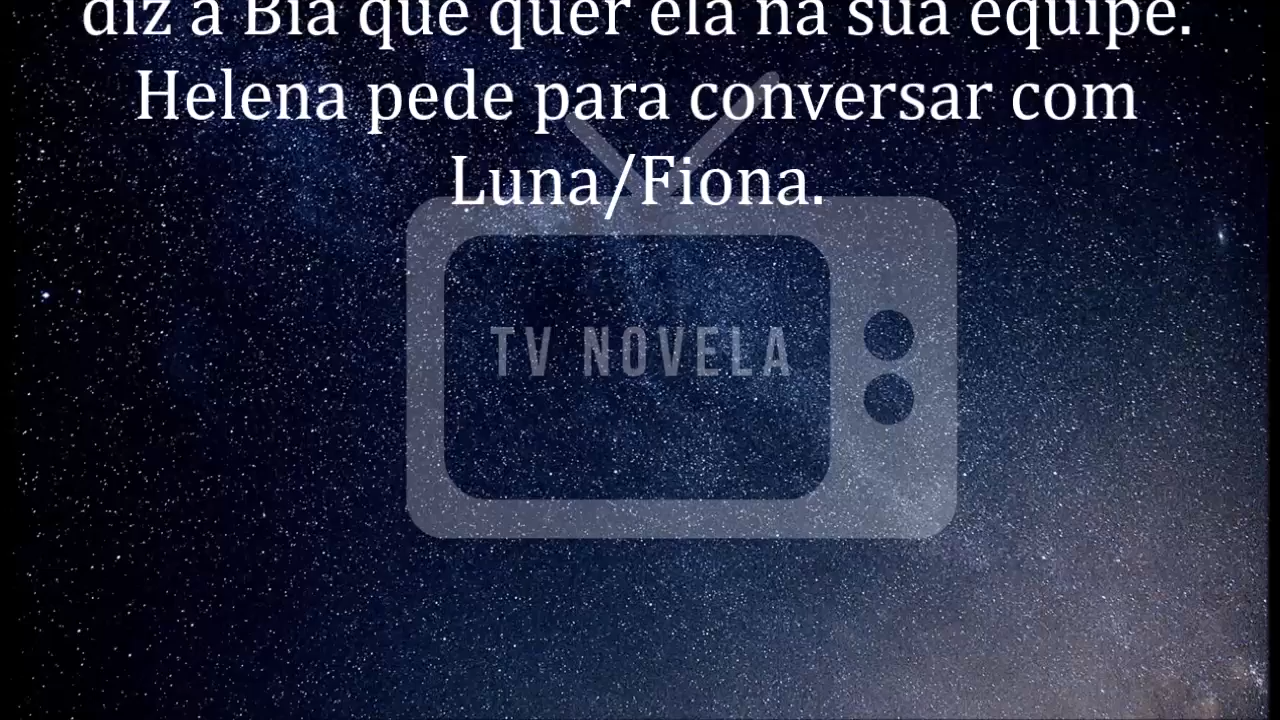 diz a Bia que quer ela na sua equipe.
Helena pede para conversar com
Luna/Fiona.
TV NOVELA